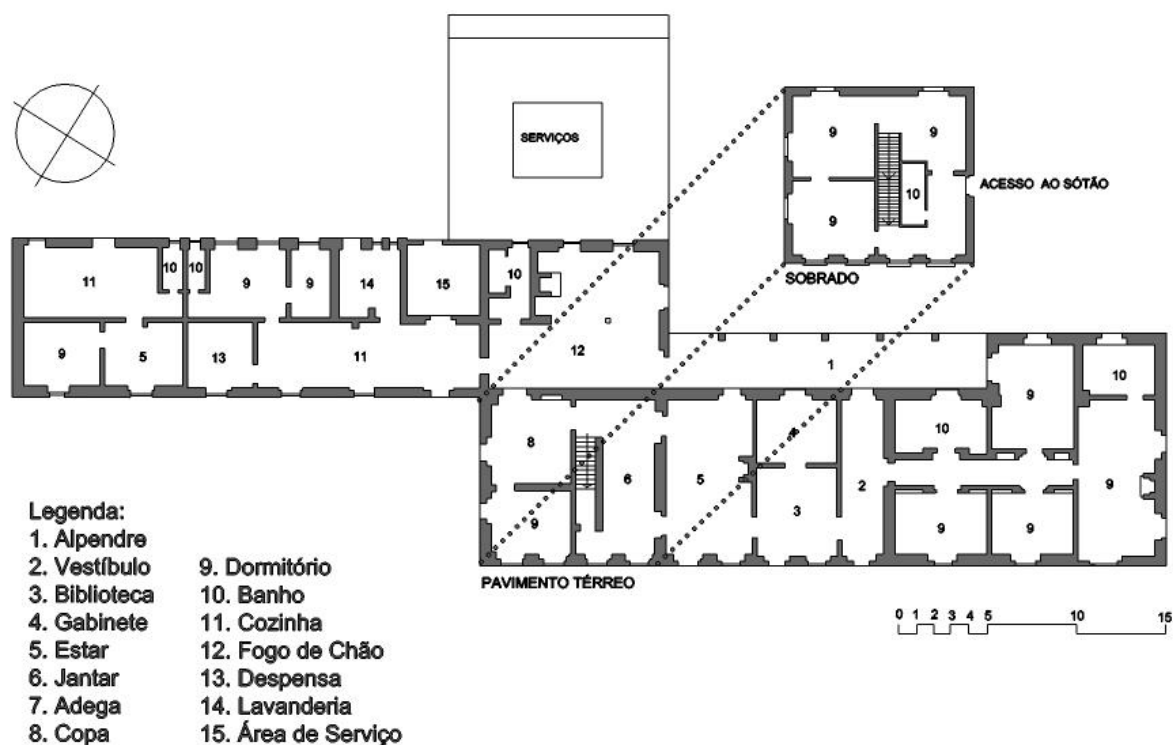 SERVIÇOS
9 9
10
ACESSO AO SÓTÃO
9
SOBRADO
10 10 10
11 9 9 14 15
12
1
9 5 13 11
9 10
10
8 6 5 4
2
9
9 3 9 9
PAVIMENTO TÉRREO
0 1 2 3 4 5 10 15
Legenda:
1. Alpendre
2. Vestíbulo
3. Biblioteca
4. Gabinete
5. Estar
6. Jantar
7. Adega
8. Copa
9. Dormitório
10. Banho
11. Cozinha
12. Fogo de Chão
13. Despensa
14. Lavanderia
15. Área de Serviço